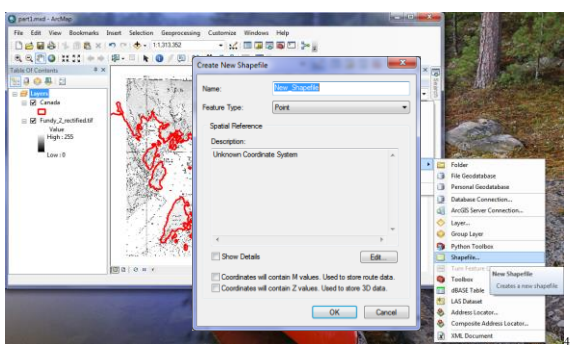 part1.mxd - ArcMap
File Edit View Bookmarks Insert Selection Geoprocessing Customize Windows Help
1:1,313,352
Table Of Contents
Layers
Canada
Fundy_2_rectified.tif
Value
High : 255
Low : 0
Create New Shapefile
Name: New_Shapefile
Feature Type: Point
Spatial Reference
Description:
Unknown Coordinate System
Show Details
Edit...
Coordinates will contain M values. Used to store route data.
Coordinates will contain Z values. Used to store 3D data.
OK Cancel
Search
Folder
File Geodatabase
Personal Geodatabase
Database Connection...
ArcGIS Server Connection...
Layer...
Group Layer
Python Toolbox
Shapefile...
Turn Feature
Toolbox
dBASE Table
LAS Dataset
Address Locator...
Composite Address Locator...
XML Document
New Shapefile
Creates a new shapefile
4